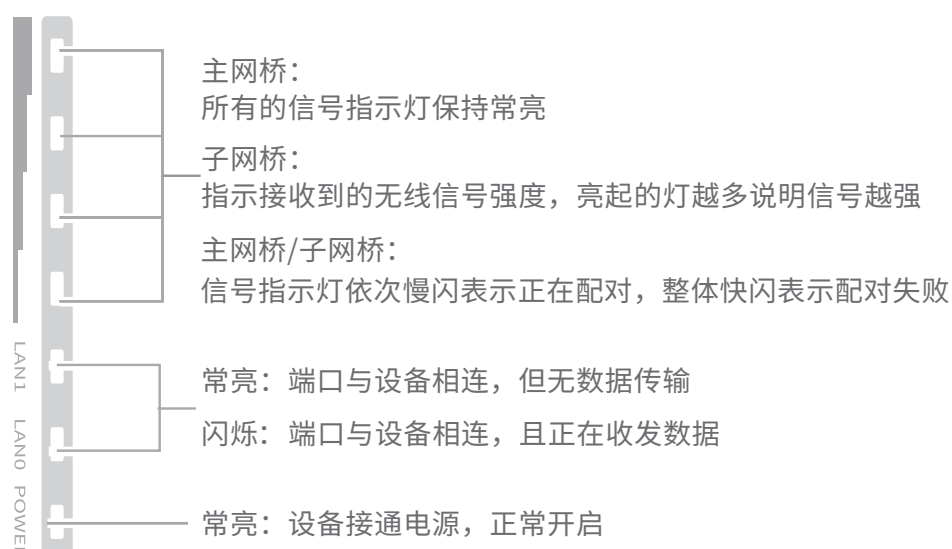 主网桥：
所有的信号指示灯保持常亮
子网桥：
指示接收到的无线信号强度，亮起的灯越多说明信号越强
主网桥/子网桥：
信号指示灯依次慢闪表示正在配对，整体快闪表示配对失败
LAN1
常亮：端口与设备相连，但无数据传输
LAN0
闪烁：端口与设备相连，且正在收发数据
POWE
常亮：设备接通电源，正常开启